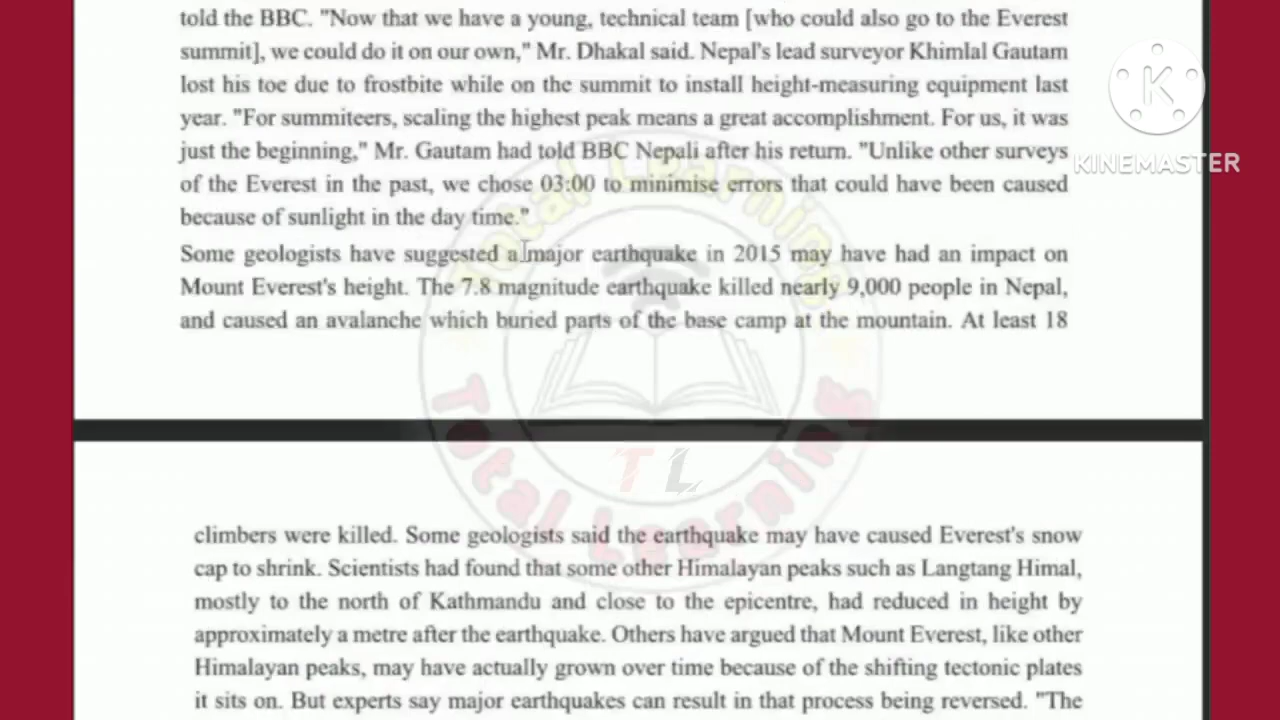 told the BBC. "Now that we have a young, technical team [who could also go to the Everest
summit], we could do it on our own," Mr. Dhakal said. Nepal's lead surveyor Khimlal Gautam
lost his toe due to frostbite while on the summit to install height-measuring equipment last
year. "For summiteers, scaling the highest peak means a great accomplishment. For us, it was
just the beginning," Mr. Gautam had told BBC Nepali after his return. "Unlike other surveys
of the Everest in the past, we chose 03:00 to minimise errors that could have been caused
because of sunlight in the day time."
Some geologists have suggested a major earthquake in 2015 may have had an impact on
Mount Everest's height. The 7.8 magnitude earthquake killed nearly 9,000 people in Nepal,
and caused an avalanche which buried parts of the base camp at the mountain. At least 18
climbers were killed. Some geologists said the earthquake may have caused Everest's snow
cap to shrink. Scientists had found that some other Himalayan peaks such as Langtang Himal,
mostly to the north of Kathmandu and close to the epicentre, had reduced in height by
approximately a metre after the earthquake. Others have argued that Mount Everest, like other
Himalayan peaks, may have actually grown over time because of the shifting tectonic plates
it sits on. But experts say major earthquakes can result in that process being reversed. "The
K
KINEMASTER
Total Learning
TL
Total Learning